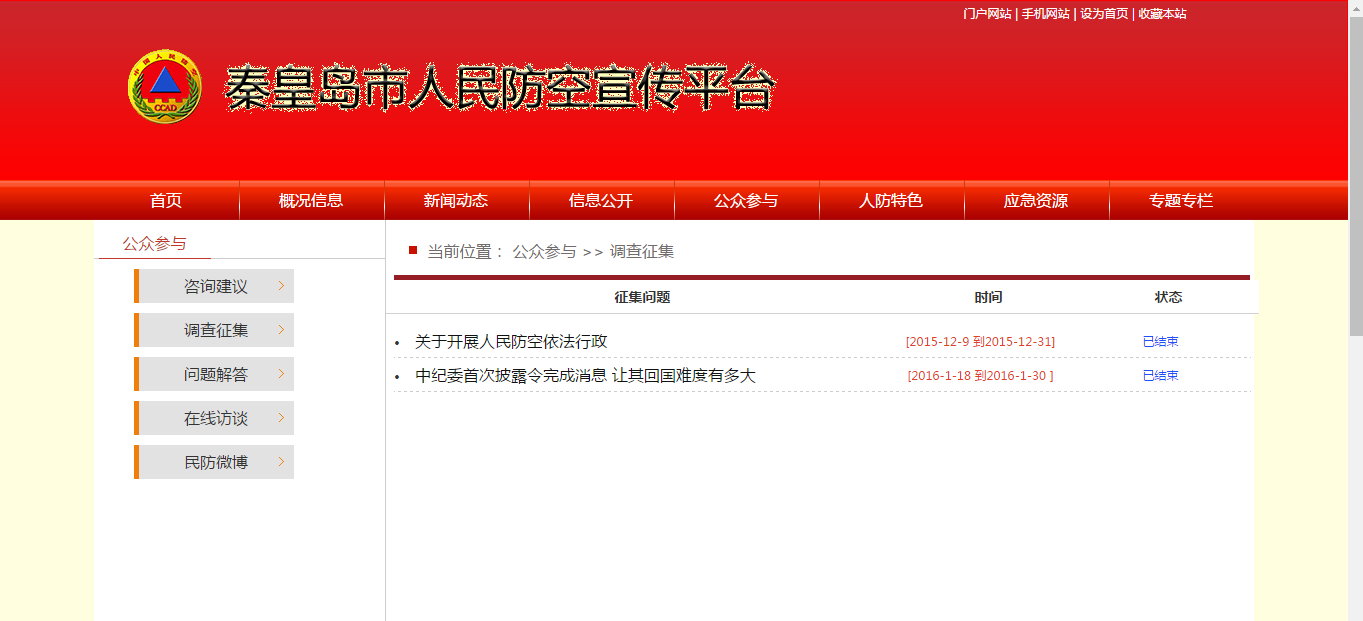 门户网站 | 手机网站 | 设为首页 | 收藏本站
CCAD
秦皇岛市人民防空宣传平台
首页 概况信息 新闻动态 信息公开 公众参与 人防特色 应急资源 专题专栏
公众参与
咨询建议
调查征集
问题解答
在线访谈
民防微博
当前位置： 公众参与 >> 调查征集
征集问题 时间 状态
关于开展人民防空依法行政 [2015-12-9 到2015-12-31] 已结束
中纪委首次披露令完成消息 让其回国难度有多大 [2016-1-18 到2016-1-30 ] 已结束